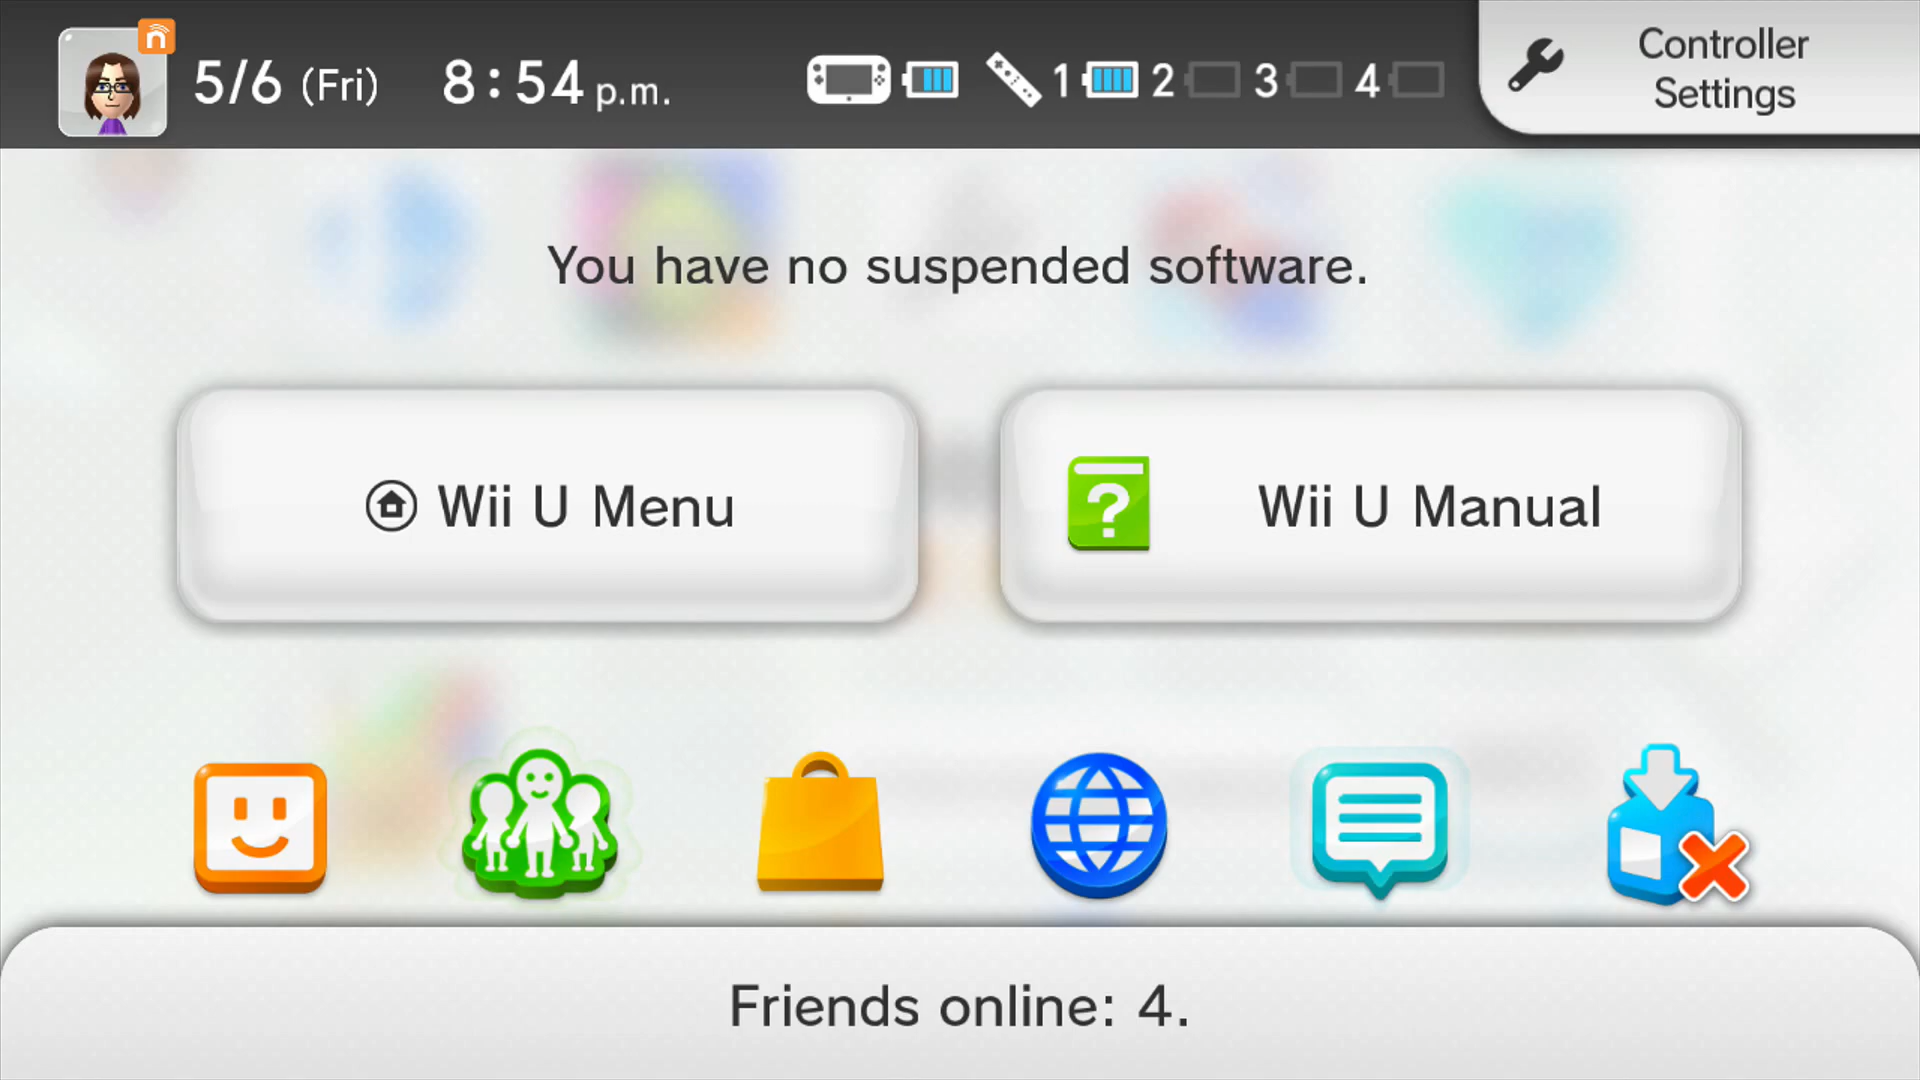 5/6 (Fri) 8:54 p.m. 1 2 3 4
Controller
Settings
You have no suspended software.
Wii U Menu
? Wii U Manual
Friends online: 4.